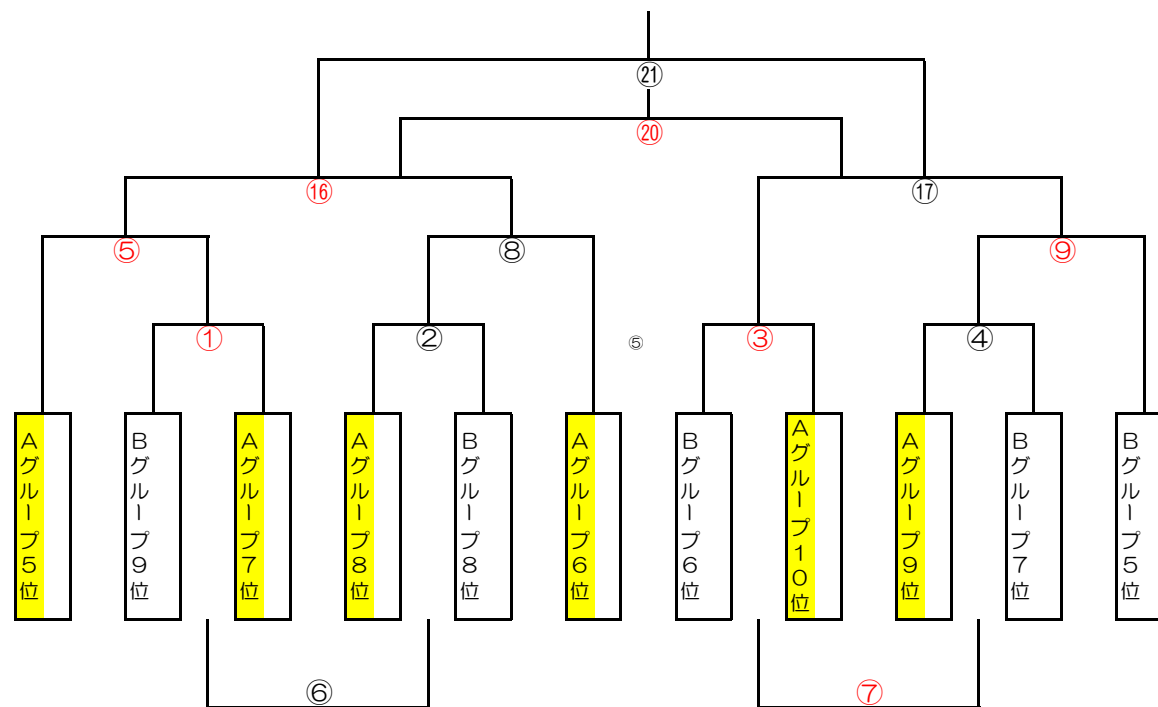 ㉑
⑳
⑯
⑰
⑤
⑧
⑨
①
②
⑤
③
④
Aグループ5位
Bグループ9位
Aグループ7位
Aグループ8位
Bグループ8位
Aグループ6位
Bグループ6位
Aグループ10位
Aグループ9位
Bグループ7位
Bグループ5位
⑥
⑦